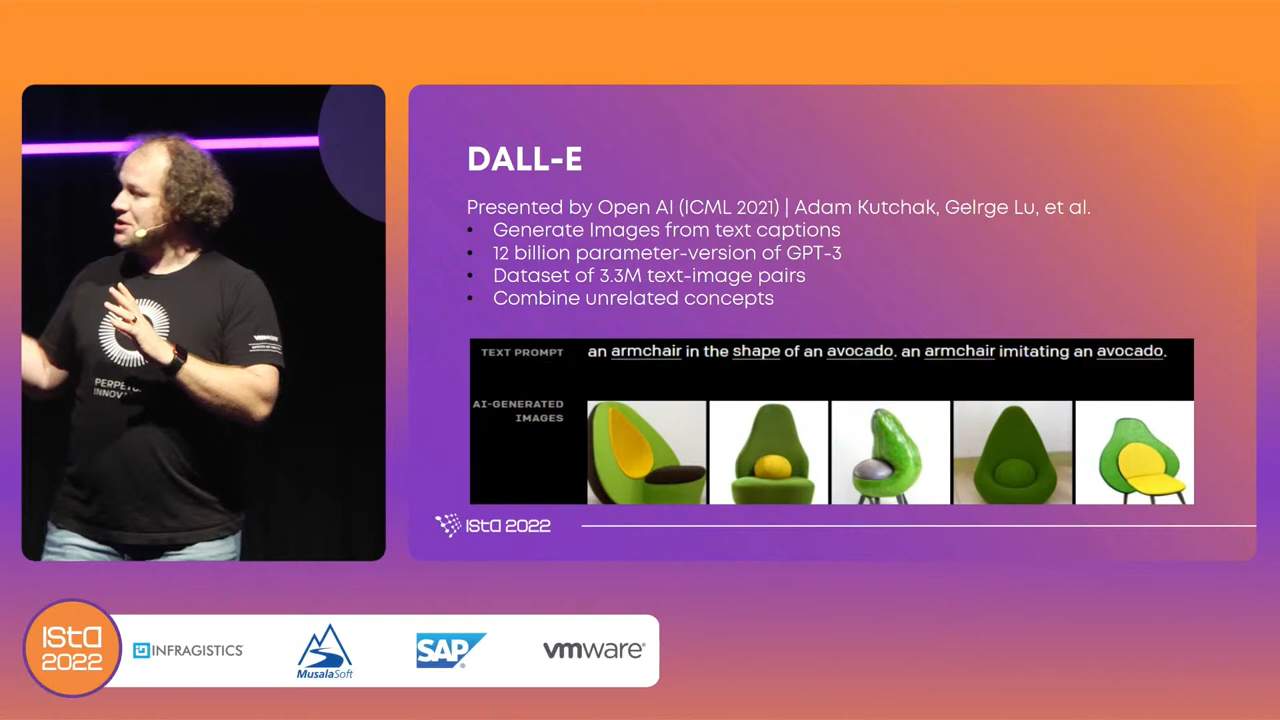 DALL-E
Presented by Open AI (ICML 2021) | Adam Kutchak, Gelrge Lu, et al.
• Generate Images from text captions
• 12 billion parameter-version of GPT-3
• Dataset of 3.3M text-image pairs
• Combine unrelated concepts
TEXT PROMPT
an armchair in the shape of an avocado. an armchair imitating an avocado.
AI-GENERATED
IMAGES
ISTA 2022
vmware
PERPETU
INNOV
ISTA
2022
INFRAGISTICS
MusalaSoft
SAP
vmware